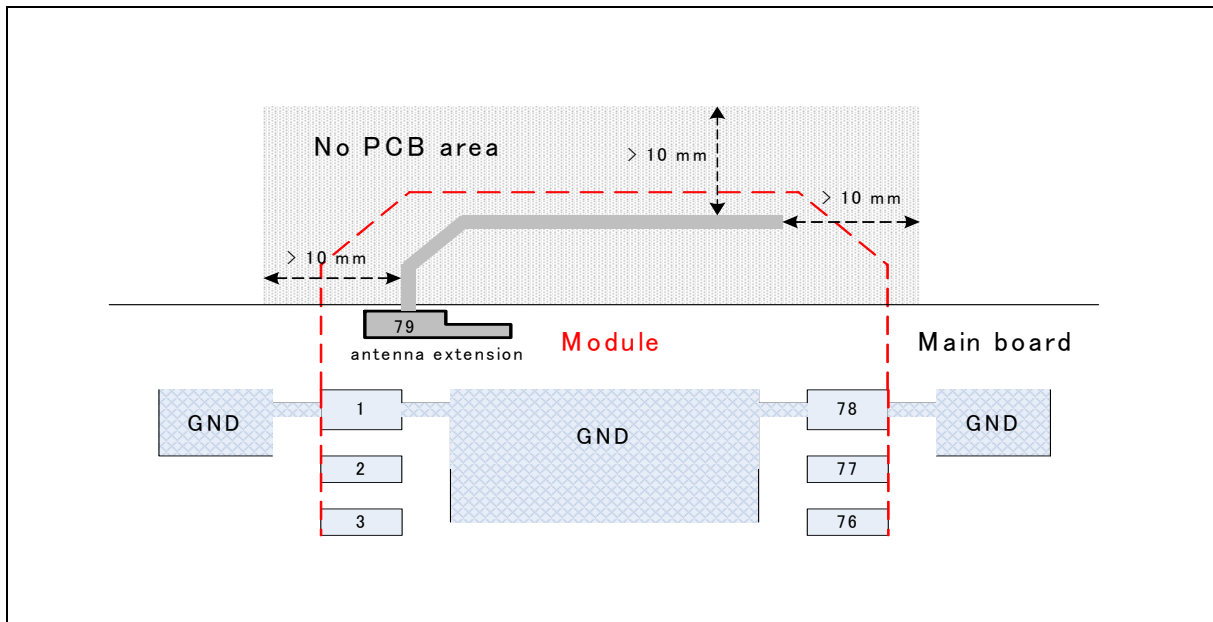 No PCB area
> 10 mm
> 10 mm
> 10 mm
79
antenna extension
Module
Main board
GND
1
GND
78
GND
2
77
3
76